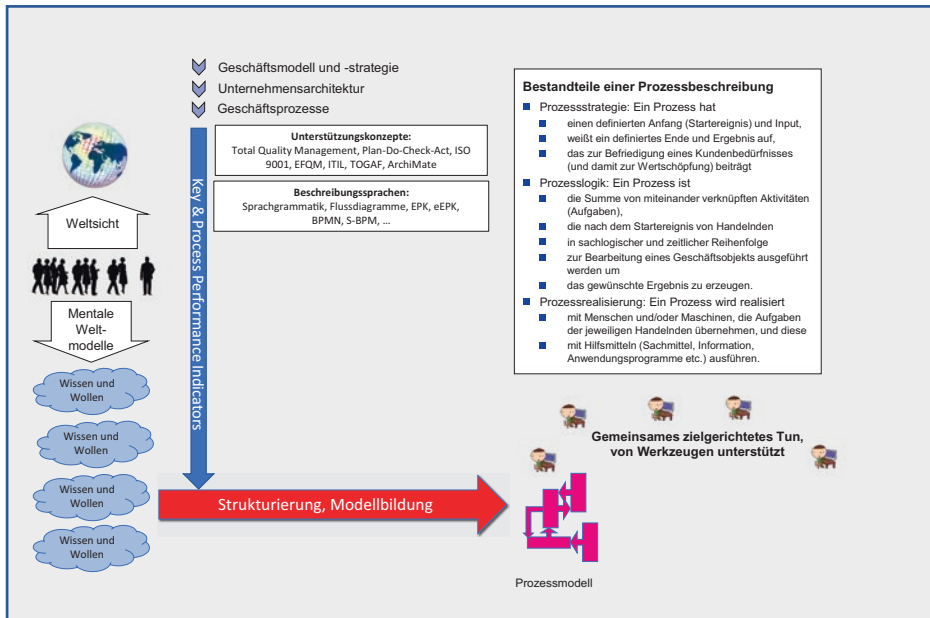 Geschäftsmodell und -strategie
Unternehmensarchitektur
Geschäftsprozesse
Unterstützungskonzepte:
Total Quality Management, Plan-Do-Check-Act, ISO
9001, EFQM, ITIL, TOGAF, ArchiMate
Beschreibungssprachen:
Sprachgrammatik, Flussdiagramme, EPK, eEPK,
BPMN, S-BPM, ...
Key & Process Performance Indicators
Weltsicht
Mentale
Welt-
modelle
Wissen und
Wollen
Wissen und
Wollen
Wissen und
Wollen
Wissen und
Wollen
Strukturierung, Modellbildung
Bestandteile einer Prozessbeschreibung
Prozessstrategie: Ein Prozess hat
einen definierten Anfang (Startereignis) und Input,
weißt ein definiertes Ende und Ergebnis auf,
das zur Befriedigung eines Kundenbedürfnisses
(und damit zur Wertschöpfung) beiträgt
Prozesslogik: Ein Prozess ist
die Summe von miteinander verknüpften Aktivitäten
(Aufgaben),
die nach dem Startereignis von Handelnden
in sachlogischer und zeitlicher Reihenfolge
zur Bearbeitung eines Geschäftsobjekts ausgeführt
werden um
das gewünschte Ergebnis zu erzeugen.
Prozessrealisierung: Ein Prozess wird realisiert
mit Menschen und/oder Maschinen, die Aufgaben
der jeweiligen Handelnden übernehmen, und diese
mit Hilfsmitteln (Sachmittel, Information,
Anwendungsprogramme etc.) ausführen.
Gemeinsames zielgerichtetes Tun,
von Werkzeugen unterstützt
Prozessmodell